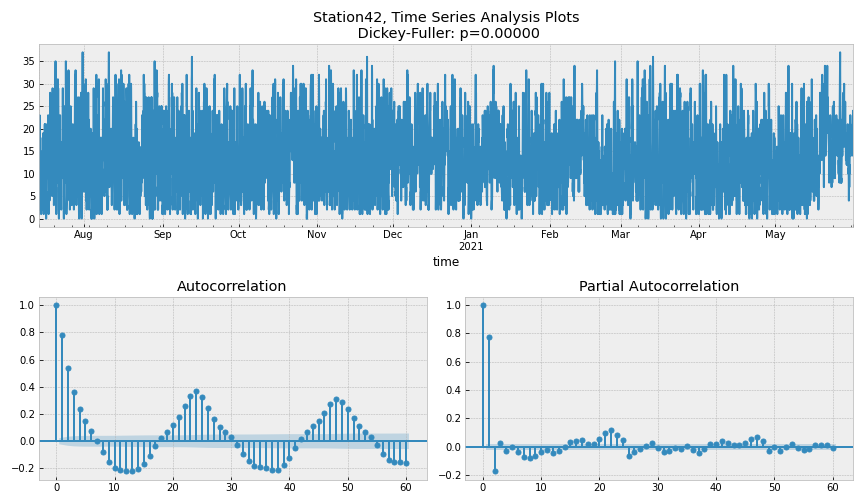 Station42, Time Series Analysis Plots
Dickey-Fuller: p=0.00000
35
30
25
20
15
10
5
0
Aug Sep Oct Nov Dec Jan Feb Mar Apr May
2021
time
Autocorrelation Partial Autocorrelation
1.0 1.0
0.8 0.8
0.6 0.6
0.4 0.4
0.2 0.2
0.0 0.0
−0.2 −0.2
0 10 20 30 40 50 60 0 10 20 30 40 50 60